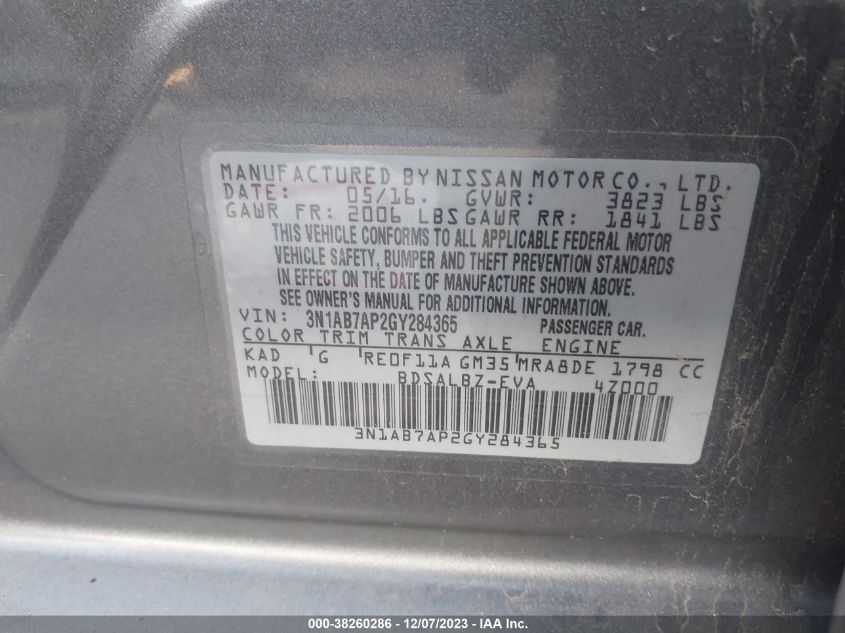 MANUFACTURED BY NISSAN MOTOR CO., LTD.
DATE: 05/16. GVWR: 3823 LBS
GAWR FR: 2006 LBS GAWR RR: 1841 LBS
THIS VEHICLE CONFORMS TO ALL APPLICABLE FEDERAL MOTOR
VEHICLE SAFETY, BUMPER AND THEFT PREVENTION STANDARDS
IN EFFECT ON THE DATE OF MANUFACTURE SHOWN ABOVE.
SEE OWNER'S MANUAL FOR ADDITIONAL INFORMATION.
VIN: 3N1AB7AP2GY284365 PASSENGER CAR.
COLOR TRIM TRANS AXLE ENGINE
KAD G RE0F11A GM35 MRA8DE 1798 CC
MODEL: BDSALBZ-EVA 4Z000
3N1AB7AP2GY284365
000-38260286 - 12/07/2023 - IAA Inc.